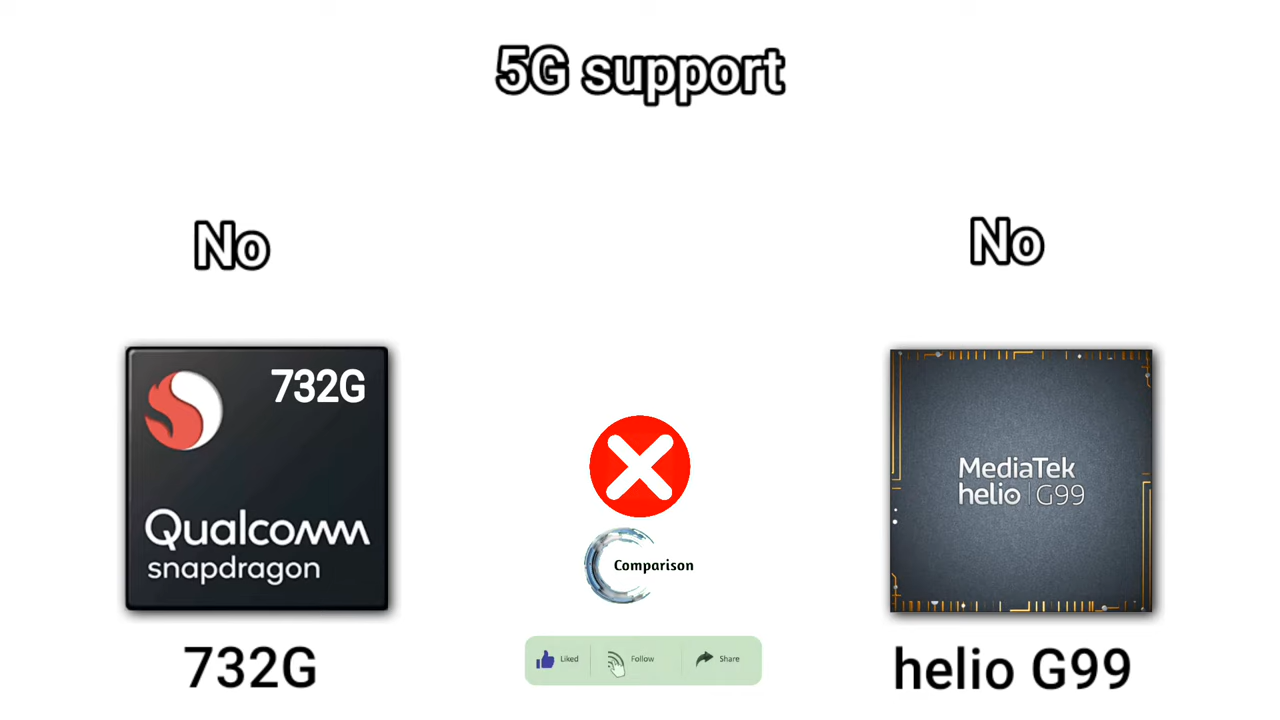 5G support
No
No
732G
Qualcomm
snapdragon
MediaTek
helio G99
Comparison
Liked
Follow
Share
732G
helio G99